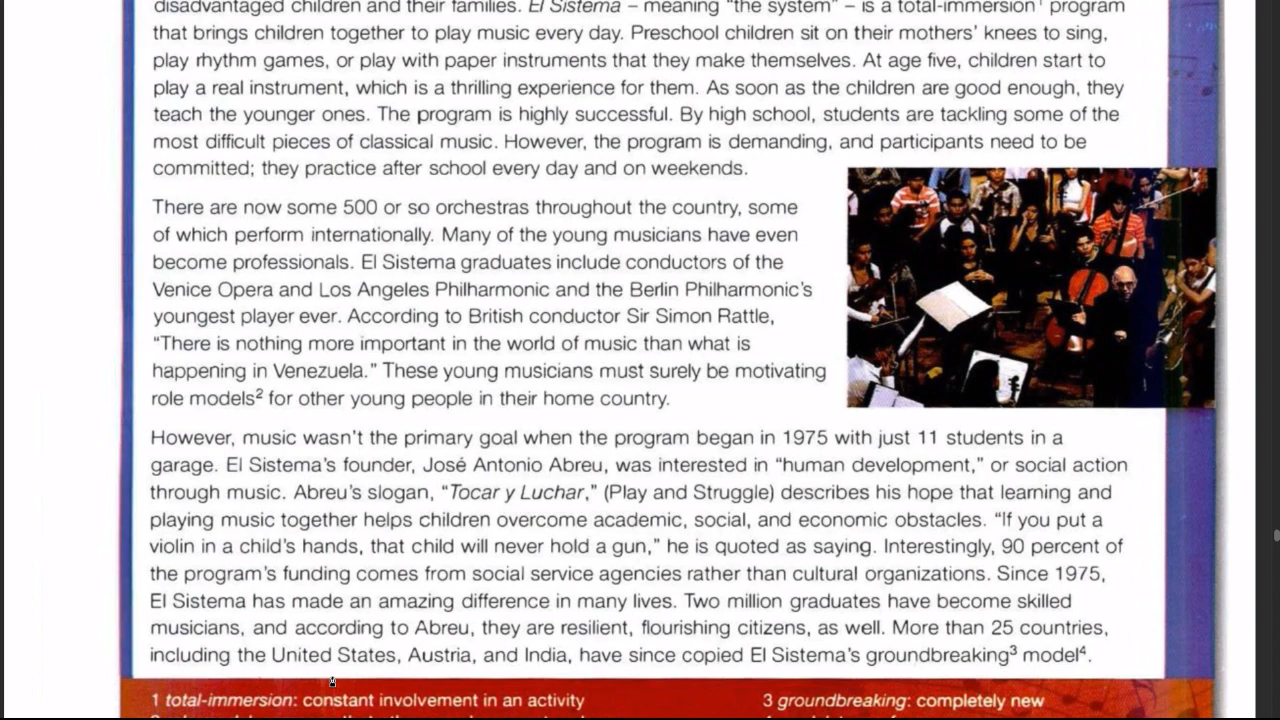 disadvantaged children and their families. El Sistema – meaning "the system" – is a total-immersion¹ program
that brings children together to play music every day. Preschool children sit on their mothers' knees to sing,
play rhythm games, or play with paper instruments that they make themselves. At age five, children start to
play a real instrument, which is a thrilling experience for them. As soon as the children are good enough, they
teach the younger ones. The program is highly successful. By high school, students are tackling some of the
most difficult pieces of classical music. However, the program is demanding, and participants need to be
committed; they practice after school every day and on weekends.
There are now some 500 or so orchestras throughout the country, some
of which perform internationally. Many of the young musicians have even
become professionals. El Sistema graduates include conductors of the
Venice Opera and Los Angeles Philharmonic and the Berlin Philharmonic's
youngest player ever. According to British conductor Sir Simon Rattle,
"There is nothing more important in the world of music than what is
happening in Venezuela." These young musicians must surely be motivating
role models² for other young people in their home country.
However, music wasn't the primary goal when the program began in 1975 with just 11 students in a
garage. El Sistema's founder, José Antonio Abreu, was interested in "human development," or social action
through music. Abreu's slogan, "Tocar y Luchar," (Play and Struggle) describes his hope that learning and
playing music together helps children overcome academic, social, and economic obstacles. "If you put a
violin in a child's hands, that child will never hold a gun," he is quoted as saying. Interestingly, 90 percent of
the program's funding comes from social service agencies rather than cultural organizations. Since 1975,
El Sistema has made an amazing difference in many lives. Two million graduates have become skilled
musicians, and according to Abreu, they are resilient, flourishing citizens, as well. More than 25 countries,
including the United States, Austria, and India, have since copied El Sistema's groundbreaking³ model⁴.
1 total-immersion: constant involvement in an activity
3 groundbreaking: completely new